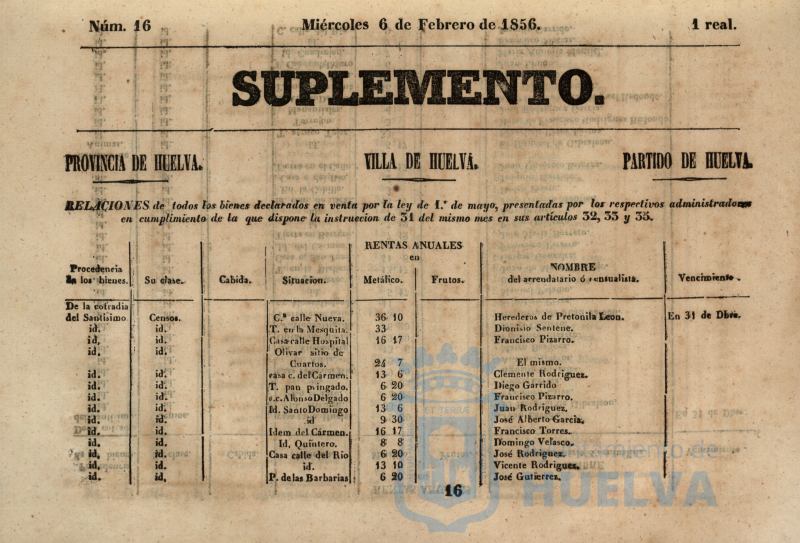 Núm. 16 Miércoles 6 de Febrero de 1856. 1 real.
SUPLEMENTO.
PROVINCIA DE HUELVA. VILLA DE HUELVA. PARTIDO DE HUELVA.
RELACIONES de todos los bienes declarados en venta por la ley de 1.º de mayo, presentadas por los respectivos administradores
en cumplimiento de la que dispone la instruccion de 31 del mismo mes en sus articulos 32, 33 y 35.
RENTAS ANUALES
en
Procedencia NOMBRE
de los bienes. Su clase. Cabida. Situacion. Metálico. Frutos. del arrendatario ó censualista. Vencimiento.
De la cofradia
del Santísimo Censos. C.ª calle Nueva. 36 10 Herederos de Pretonila Leon. En 31 de Dbre.
id. id. T. en la Mesquita. 33 Dionisio Sentene.
id, id. Casa calle Hospital 16 17 Francisco Pizarro.
id. id. Olivar sitio de
Cuartos. 24 7 El mismo.
id. id. casa c. del Carmen. 13 6 Clemente Rodriguez.
id. id. T. pan pringado. 6 20 Diego Garrido
id. id. c.c. Alonso Delgado 6 20 Francisco Pizarro.
id. id. Id. Santo Domingo 13 6 Juan Rodriguez.
id. id. id 9 30 José Alberto Garcia.
id. id. Idem del Cármen. 16 17 Francisco Torres.
id. id. Id. Quintero. 8 8 Domingo Velasco.
id. id. Casa calle del Rio 6 20 José Rodriguez.
id. id. id. 13 10 Vicente Rodriguez.
id. id, P. de las Barbarias 6 20 José Gutierrez.
16
Ayuntamiento de
HUELVA